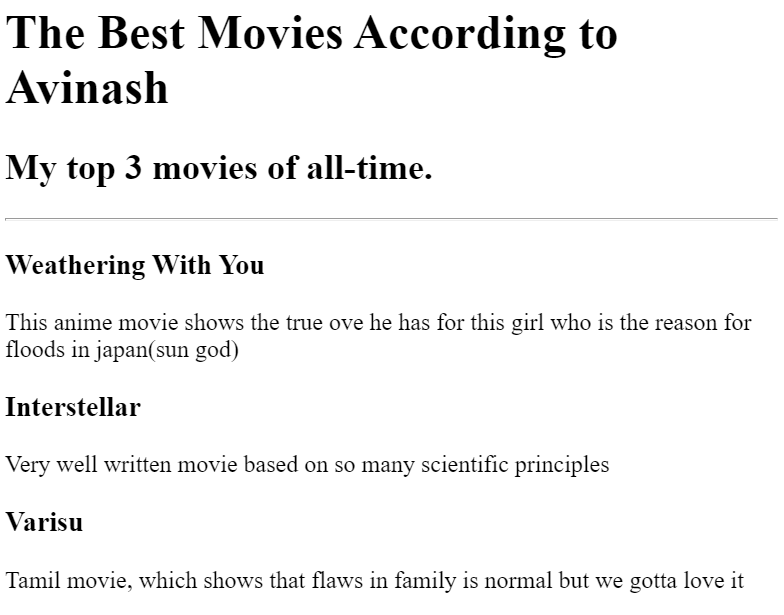 The Best Movies According to
Avinash
My top 3 movies of all-time.
Weathering With You
This anime movie shows the true ove he has for this girl who is the reason for
floods in japan(sun god)
Interstellar
Very well written movie based on so many scientific principles
Varisu
Tamil movie, which shows that flaws in family is normal but we gotta love it